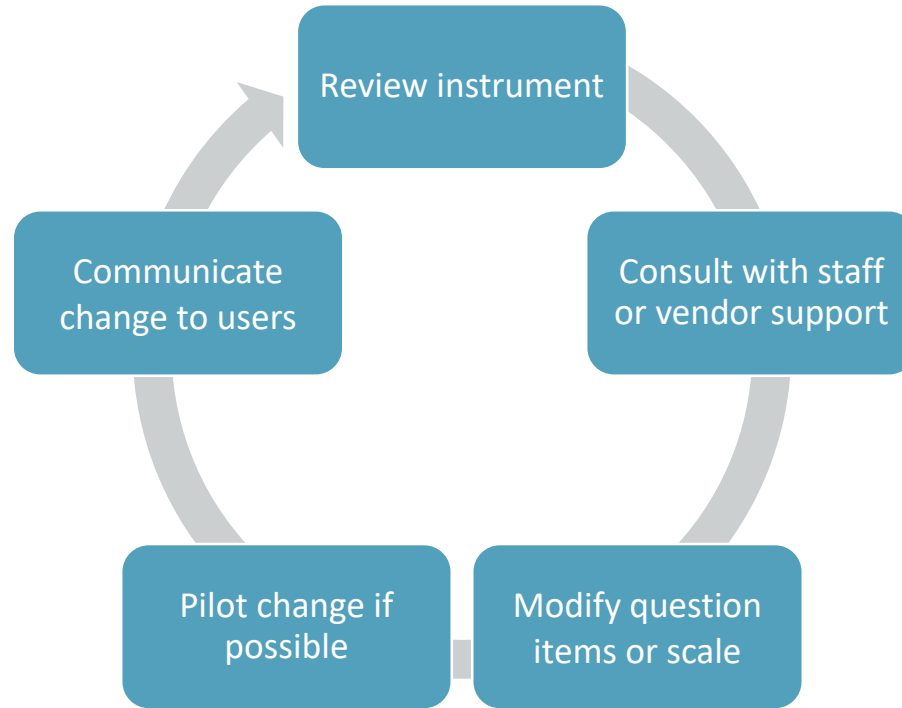 Review instrument
Consult with staff
or vendor support
Modify question
items or scale
Pilot change if
possible
Communicate
change to users